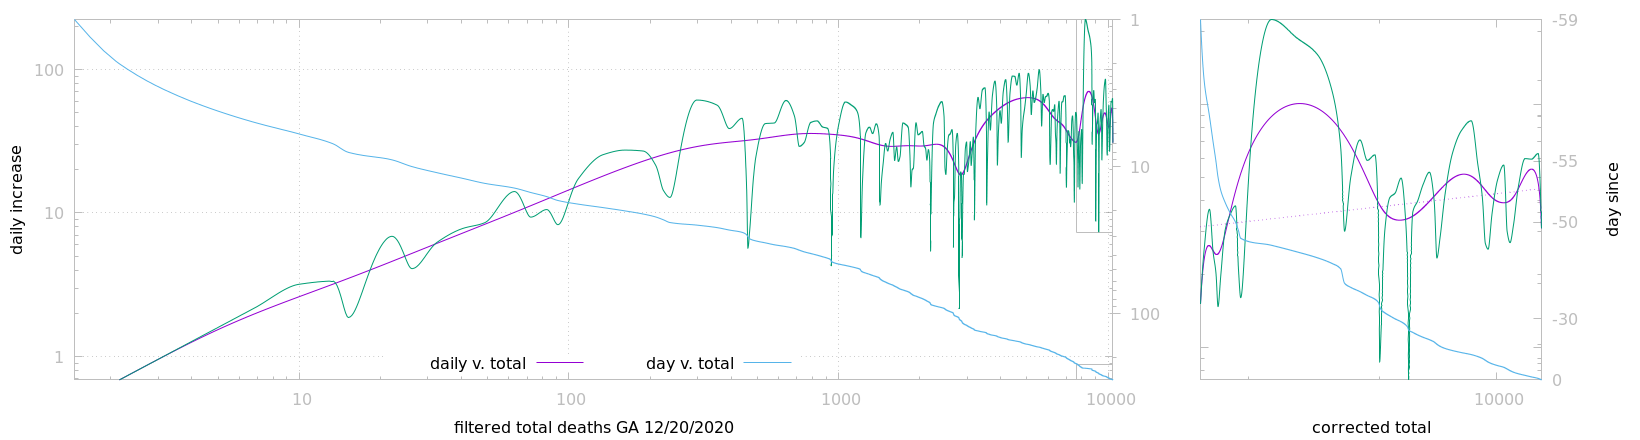 daily increase
100
10
1
10
100
1000
10000
filtered total deaths GA 12/20/2020
daily v. total
day v. total
1
10
100
10000
corrected total
-59
-55
-50
-30
0
day since